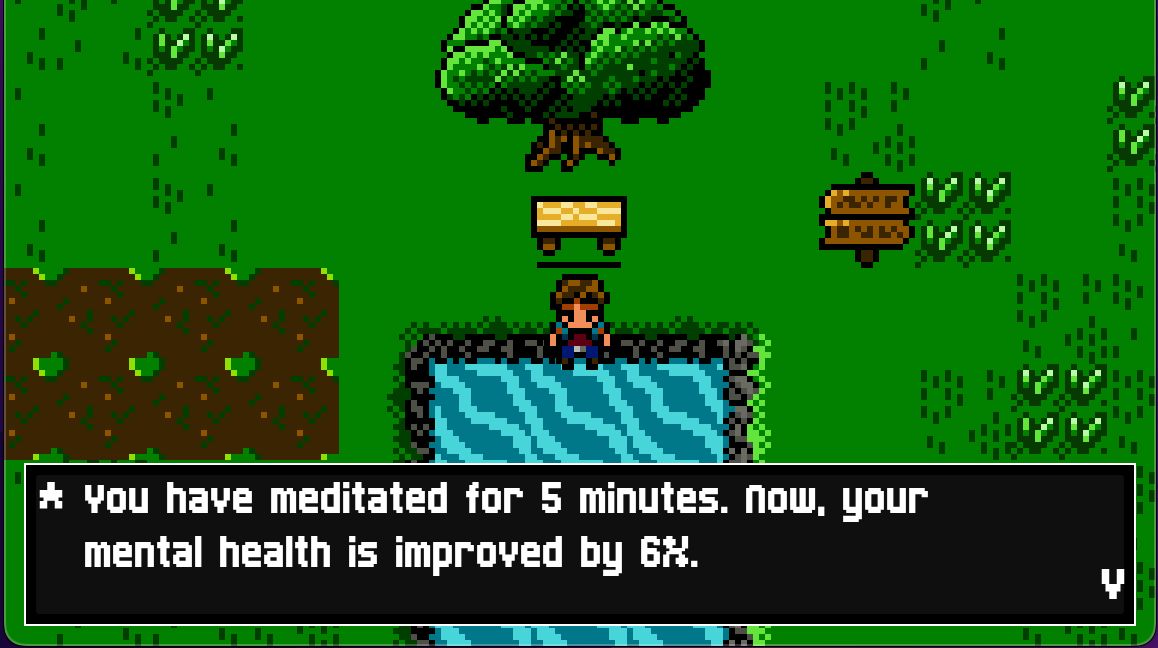 * You have meditated for 5 minutes. Now, your
mental health is improved by 6%.